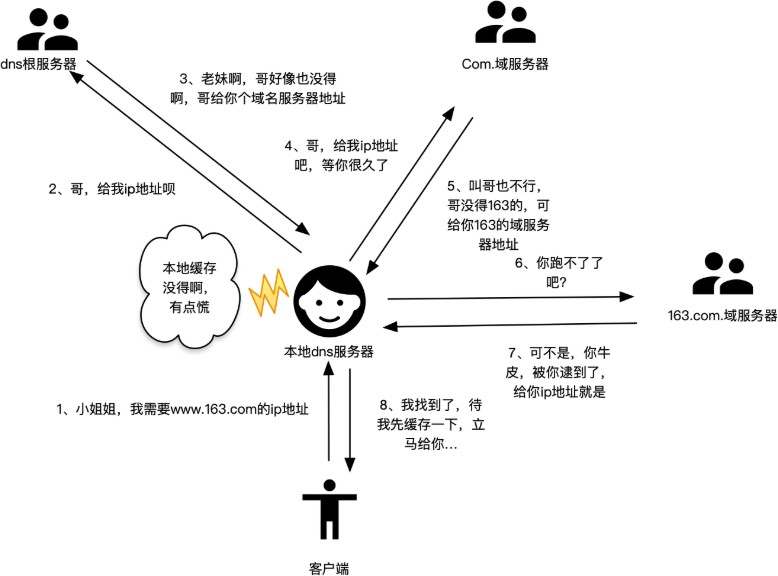 dns根服务器
Com.域服务器
3、老妹啊，哥好像也没得
啊，哥给你个域名服务器地址
4、哥，给我ip地址
吧，等你很久了
2、哥，给我ip地址呗
5、叫哥也不行，
哥没得163的，可
给你163的域服务
器地址
本地缓存
没得啊，
有点慌
6、你跑不了了
吧?
163.com.域服务器
本地dns服务器
7、可不是，你牛
皮，被你逮到了，
给你ip地址就是
1、小姐姐，我需要www.163.com的ip地址
8、我找到了，待
我先缓存一下，立
马给你...
客户端